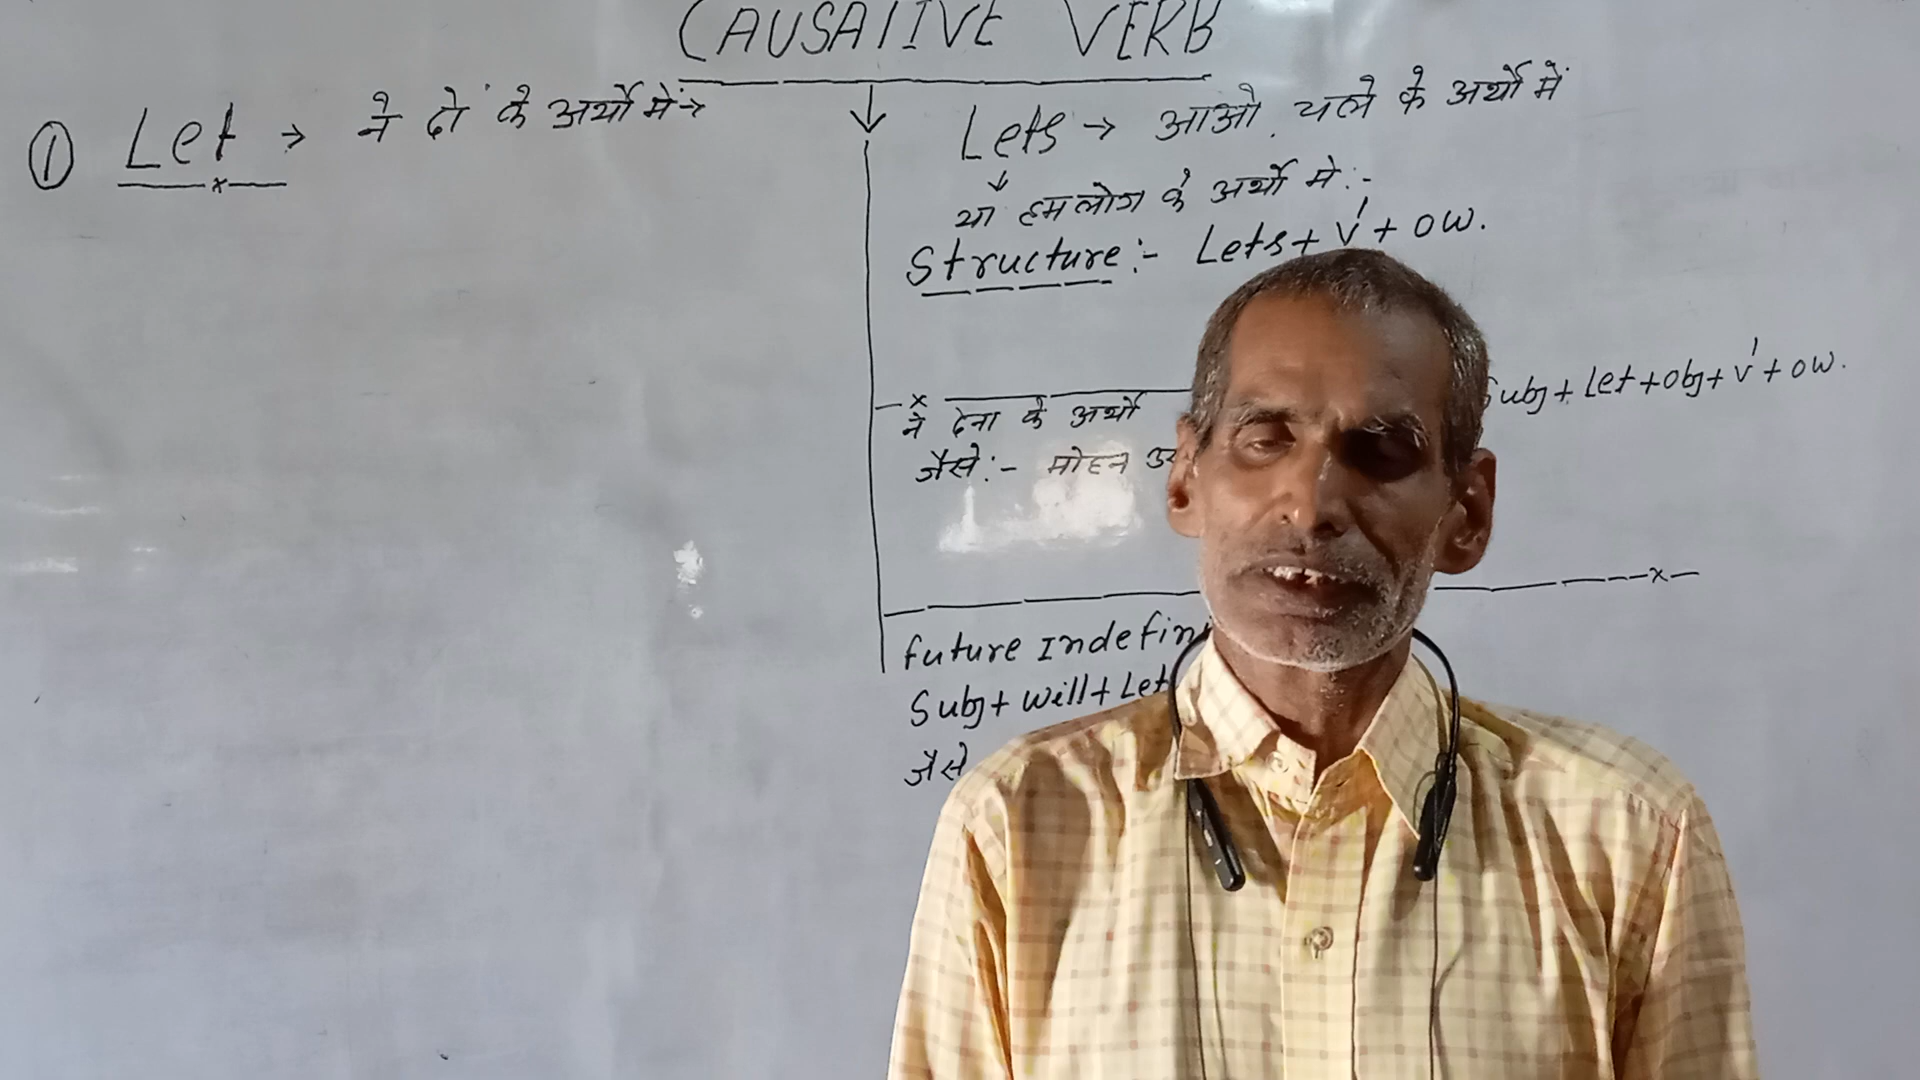 CAUSATIVE VERB
① Let → ने दो के अर्थो में :→
Lets → आओ, चले के अर्थो में
या हमलोग के अर्थो मे :-
Structure :- Lets + V¹ + ow.
ने देना के अर्थो
Subj + Let + obj + V¹ + ow.
जैसे :- मोहन
future Indefin
Subj + will + Let
जैसे